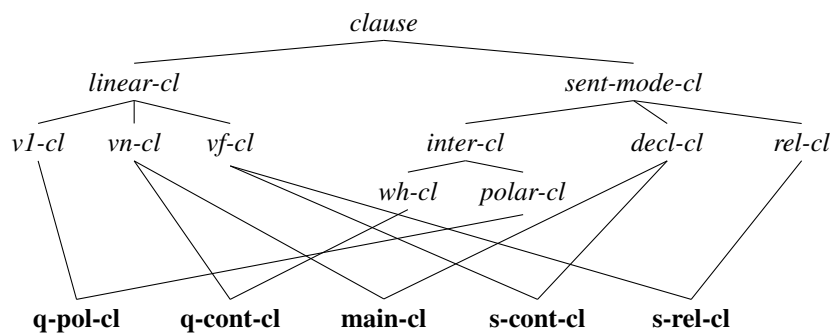 clause
linear-cl sent-mode-cl
v1-cl vn-cl vf-cl inter-cl decl-cl rel-cl
wh-cl polar-cl
q-pol-cl q-cont-cl main-cl s-cont-cl s-rel-cl